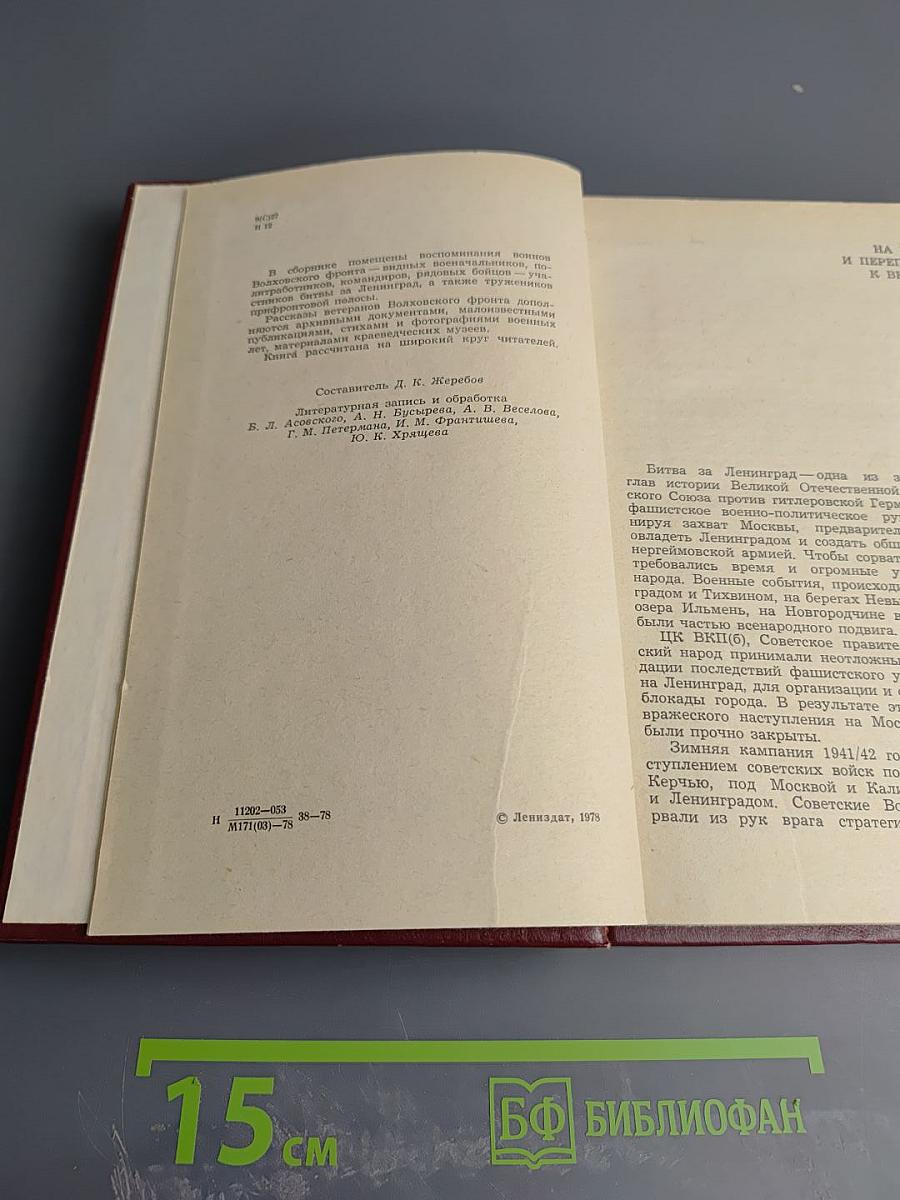 9(С)27
Н 12
В сборнике помещены воспоминания воинов
Волховского фронта — видных военачальников, по-
литработников, командиров, рядовых бойцов — уча-
стников битвы за Ленинград, а также тружеников
прифронтовой полосы.
Рассказы ветеранов Волховского фронта допол-
няются архивными документами, малоизвестными
публикациями, стихами и фотографиями военных
лет, материалами краеведческих музеев.
Книга рассчитана на широкий круг читателей.
Составитель Д. К. Жеребов
Литературная запись и обработка
Б. Л. Асовского, А. Н. Бусырева, А. В. Веселова,
Г. М. Петермана, И. М. Франтишева,
Ю. К. Хрящева
Н 11202—053
М171(03)—78 38—78
© Лениздат, 1978
НА
И ПЕРЕП
К В
Битва за Ленинград — одна из з
глав истории Великой Отечественной
ского Союза против гитлеровской Герм
фашистское военно-политическое рук
нируя захват Москвы, предварител
овладеть Ленинградом и создать общ
нергеймовской армией. Чтобы сорват
требовались время и огромные у
народа. Военные события, происходи
градом и Тихвином, на берегах Невы
озера Ильмень, на Новгородчине в
были частью всенародного подвига.
ЦК ВКП(б), Советское правите
ский народ принимали неотложны
дации последствий фашистского у
на Ленинград, для организации и с
блокады города. В результате эт
вражеского наступления на Мос
были прочно закрыты.
Зимняя кампания 1941/42 го
ступлением советских войск по
Керчью, под Москвой и Кали
и Ленинградом. Советские Во
рвали из рук врага стратеги
15 см
БФ БИБЛИОФАН